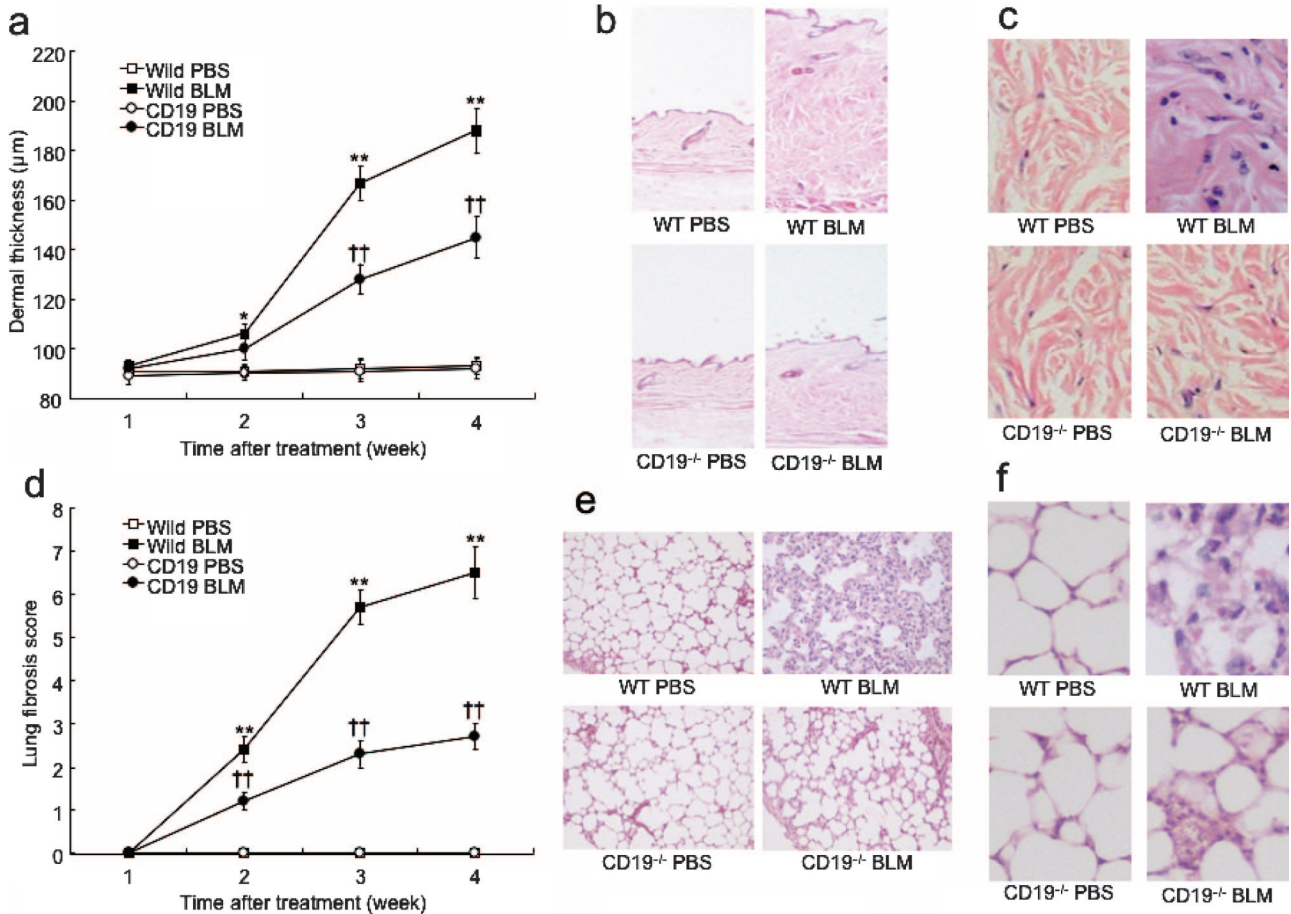 a
220
200
180
160
140
120
100
80
Dermal thickness (µm)
Wild PBS
Wild BLM
CD19 PBS
CD19 BLM
*
**
**
††
††
1 2 3 4
Time after treatment (week)
b
WT PBS WT BLM
CD19-/- PBS CD19-/- BLM
c
WT PBS WT BLM
CD19-/- PBS CD19-/- BLM
d
8
7
6
5
4
3
2
1
0
Lung fibrosis score
Wild PBS
Wild BLM
CD19 PBS
CD19 BLM
**
**
**
††
††
††
1 2 3 4
Time after treatment (week)
e
WT PBS WT BLM
CD19-/- PBS CD19-/- BLM
f
WT PBS WT BLM
CD19-/- PBS CD19-/- BLM